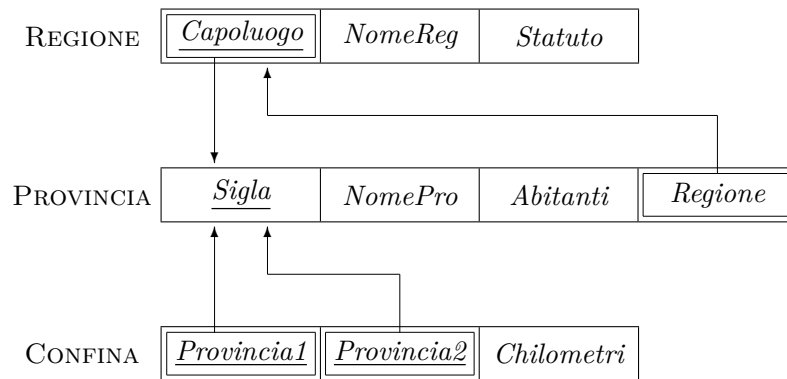 REGIONE Capoluogo NomeReg Statuto
PROVINCIA Sigla NomePro Abitanti Regione
CONFINA Provincia1 Provincia2 Chilometri